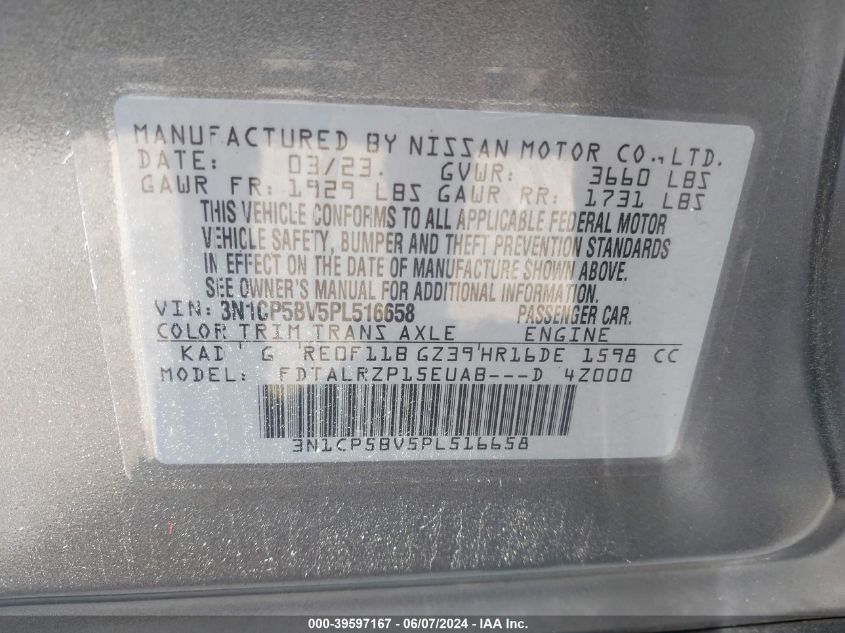 MANUFACTURED BY NISSAN MOTOR CO., LTD.
DATE: 03/23. GVWR: 3660 LBS
GAWR FR: 1929 LBS GAWR RR: 1731 LBS
THIS VEHICLE CONFORMS TO ALL APPLICABLE FEDERAL MOTOR
VEHICLE SAFETY, BUMPER AND THEFT PREVENTION STANDARDS
IN EFFECT ON THE DATE OF MANUFACTURE SHOWN ABOVE.
SEE OWNER'S MANUAL FOR ADDITIONAL INFORMATION.
VIN: 3N1CP5BV5PL516658 PASSENGER CAR.
COLOR TRIM TRANS AXLE ENGINE
KAD G RE0F11B GZ39 HR16DE 1598 CC
MODEL: FDTALRZP15EUAB---D 4Z000
3N1CP5BV5PL516658
000-39597167 - 06/07/2024 - IAA Inc.